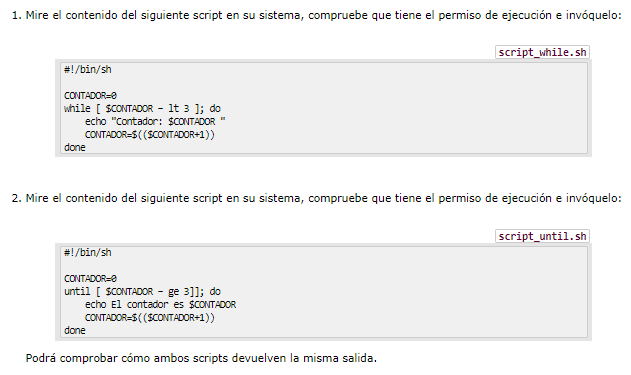 1. Mire el contenido del siguiente script en su sistema, compruebe que tiene el permiso de ejecución e invóquelo:
script_while.sh
#!/bin/sh
CONTADOR=0
while [ $CONTADOR - lt 3 ]; do
echo "Contador: $CONTADOR "
CONTADOR=$(($CONTADOR+1))
done
2. Mire el contenido del siguiente script en su sistema, compruebe que tiene el permiso de ejecución e invóquelo:
script_until.sh
#!/bin/sh
CONTADOR=0
until [ $CONTADOR - ge 3]]; do
echo El contador es $CONTADOR
CONTADOR=$(($CONTADOR+1))
done
Podrá comprobar cómo ambos scripts devuelven la misma salida.